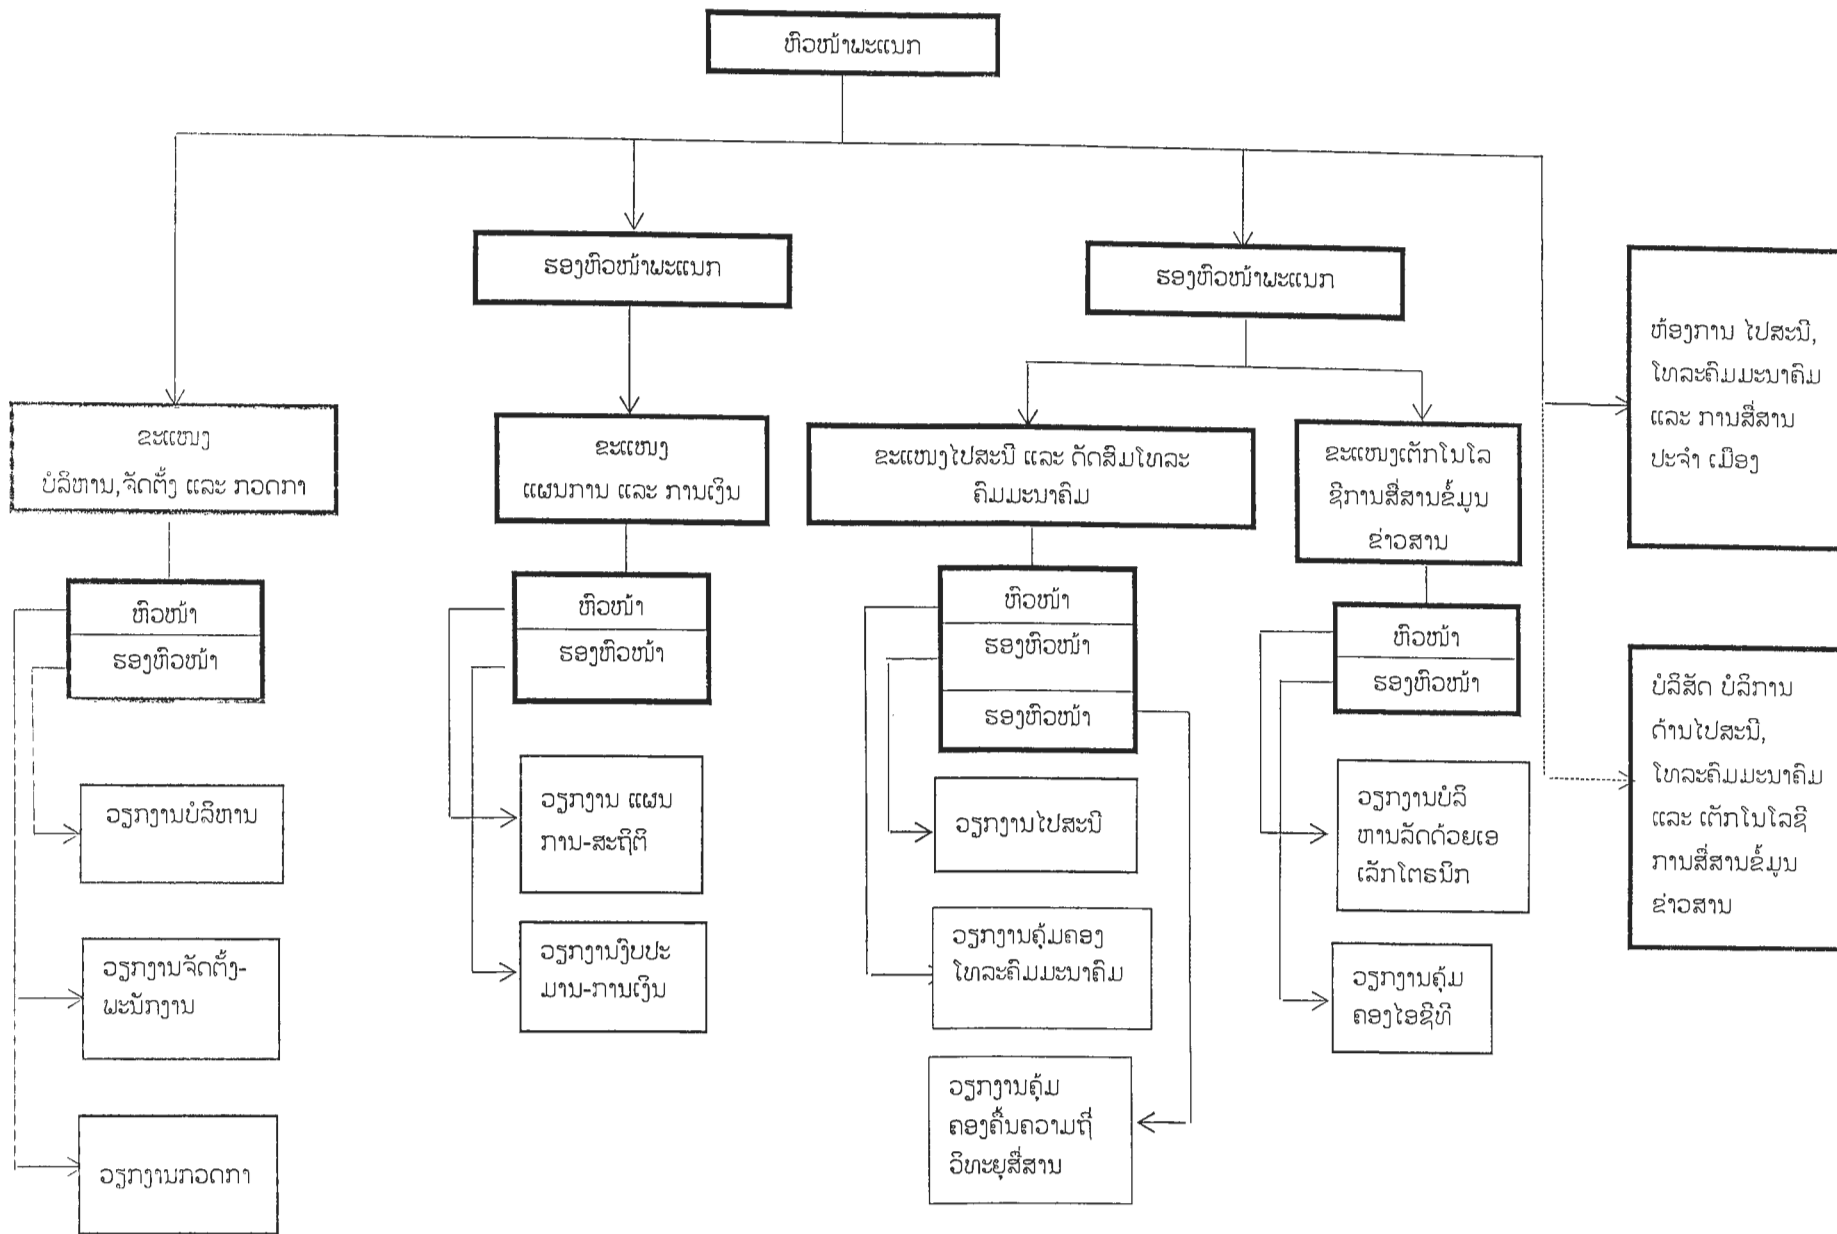 ຫົວໜ້າພະແນກ
ຮອງຫົວໜ້າພະແນກ
ຮອງຫົວໜ້າພະແນກ
ຫ້ອງການ ໄປສະນີ,
ໂທລະຄົມມະນາຄົມ
ແລະ ການສື່ສານ
ປະຈຳ ເມືອງ
ຂະແໜງ
ບໍລິຫານ,ຈັດຕັ້ງ ແລະ ກວດກາ
ຂະແໜງ
ແຜນການ ແລະ ການເງິນ
ຂະແໜງໄປສະນີ ແລະ ດັດສົມໂທລະ
ຄົມມະນາຄົມ
ຂະແໜງເຕັກໂນໂລ
ຊີການສື່ສານຂໍ້ມູນ
ຂ່າວສານ
ຫົວໜ້າ
ຮອງຫົວໜ້າ
ຫົວໜ້າ
ຮອງຫົວໜ້າ
ຫົວໜ້າ
ຮອງຫົວໜ້າ
ຮອງຫົວໜ້າ
ຫົວໜ້າ
ຮອງຫົວໜ້າ
ບໍລິສັດ ບໍລິການ
ດ້ານໄປສະນີ,
ໂທລະຄົມມະນາຄົມ
ແລະ ເຕັກໂນໂລຊີ
ການສື່ສານຂໍ້ມູນ
ຂ່າວສານ
ວຽກງານບໍລິຫານ
ວຽກງານຈັດຕັ້ງ-
ພະນັກງານ
ວຽກງານກວດກາ
ວຽກງານ ແຜນ
ການ-ສະຖິຕິ
ວຽກງານງົບປະ
ມານ-ການເງິນ
ວຽກງານໄປສະນີ
ວຽກງານຄຸ້ມຄອງ
ໂທລະຄົມມະນາຄົມ
ວຽກງານຄຸ້ມ
ຄອງຄື້ນຄວາມຖີ່
ວິທະຍຸສື່ສານ
ວຽກງານບໍລິ
ຫານລັດດ້ວຍເອ
ເລັກໂຕຣນິກ
ວຽກງານຄຸ້ມ
ຄອງໄອຊີທີ